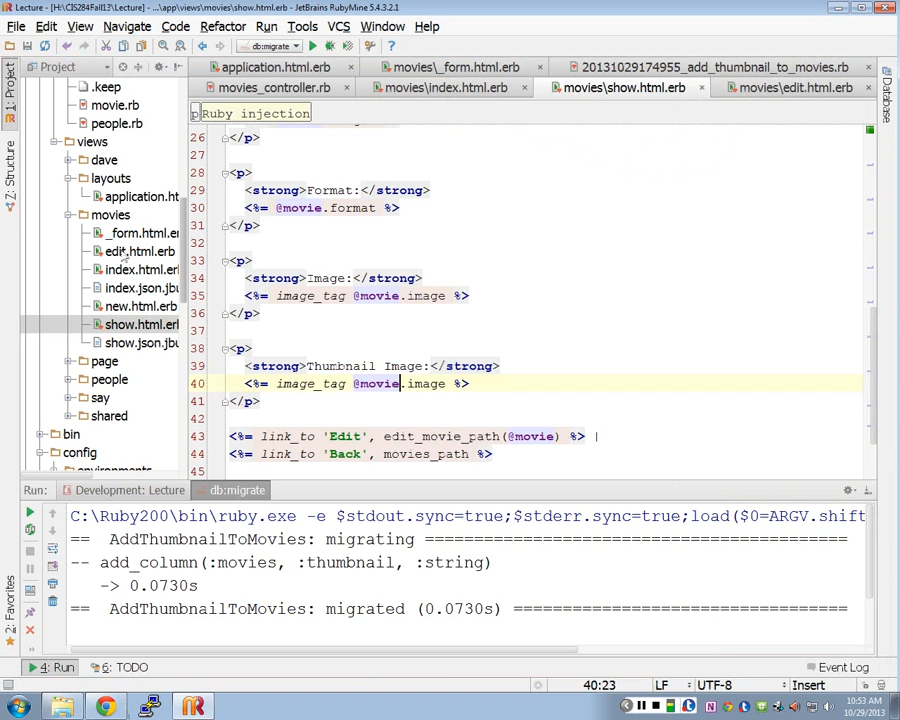 Lecture - [H:\CIS284Fall13\Lecture] - ...\app\views\movies\show.html.erb - JetBrains RubyMine 5.4.3.2.1
File Edit View Navigate Code Refactor Run Tools VCS Window Help
db:migrate
Project
application.html.erb
movies\_form.html.erb
20131029174955_add_thumbnail_to_movies.rb
movies_controller.rb
movies\index.html.erb
movies\show.html.erb
movies\edit.html.erb
1: Project
Z: Structure
2: Favorites
Database
.keep
movie.rb
people.rb
views
dave
layouts
application.ht
movies
_form.html.er
edit.html.erb
index.html.erb
index.json.jbu
new.html.erb
show.html.erb
show.json.jbu
page
people
say
shared
bin
config
environments
p Ruby injection
26 </p>
27
28 <p>
29 <strong>Format:</strong>
30 <%= @movie.format %>
31 </p>
32
33 <p>
34 <strong>Image:</strong>
35 <%= image_tag @movie.image %>
36 </p>
37
38 <p>
39 <strong>Thumbnail Image:</strong>
40 <%= image_tag @movie.image %>
41 </p>
42
43 <%= link_to 'Edit', edit_movie_path(@movie) %> |
44 <%= link_to 'Back', movies_path %>
45
Run: Development: Lecture db:migrate
C:\Ruby200\bin\ruby.exe -e $stdout.sync=true;$stderr.sync=true;load($0=ARGV.shift
== AddThumbnailToMovies: migrating ===========================================
-- add_column(:movies, :thumbnail, :string)
-> 0.0730s
== AddThumbnailToMovies: migrated (0.0730s) ==================================
4: Run 6: TODO Event Log
40:23 LF UTF-8 Insert
10:53 AM
10/29/2013